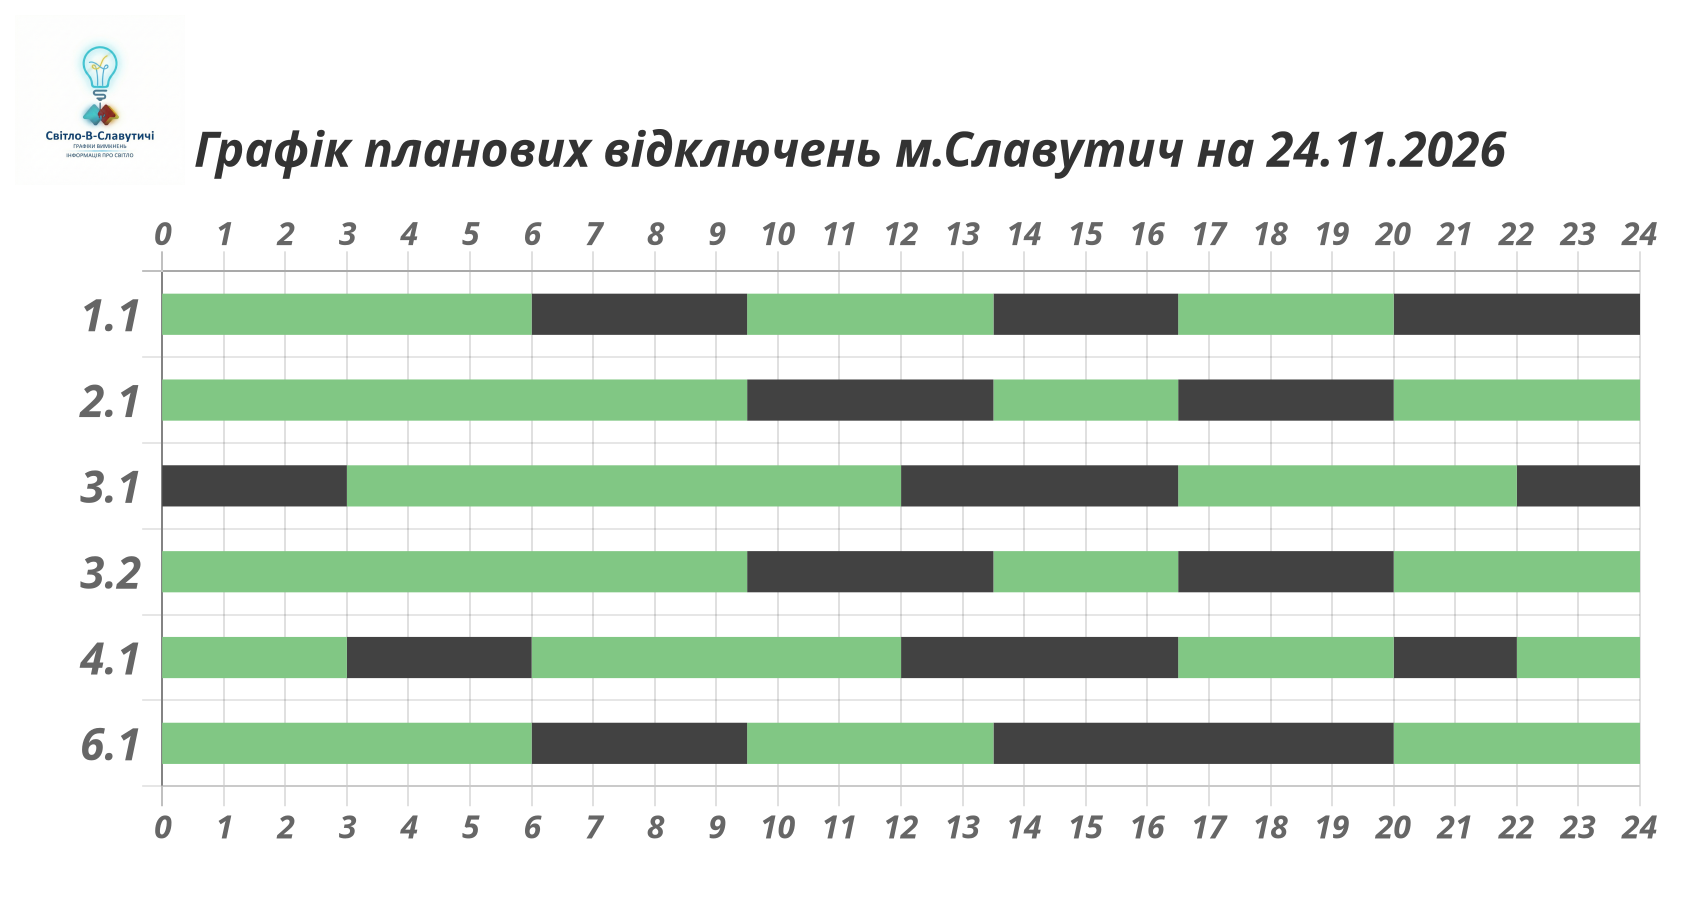 Світло-В-Славутичі
ГРАФІКИ ВИМКНЕНЬ
ІНФОРМАЦІЯ ПРО СВІТЛО
Графік планових відключень м.Славутич на 24.11.2026
0 1 2 3 4 5 6 7 8 9 10 11 12 13 14 15 16 17 18 19 20 21 22 23 24
1.1
2.1
3.1
3.2
4.1
6.1
0 1 2 3 4 5 6 7 8 9 10 11 12 13 14 15 16 17 18 19 20 21 22 23 24